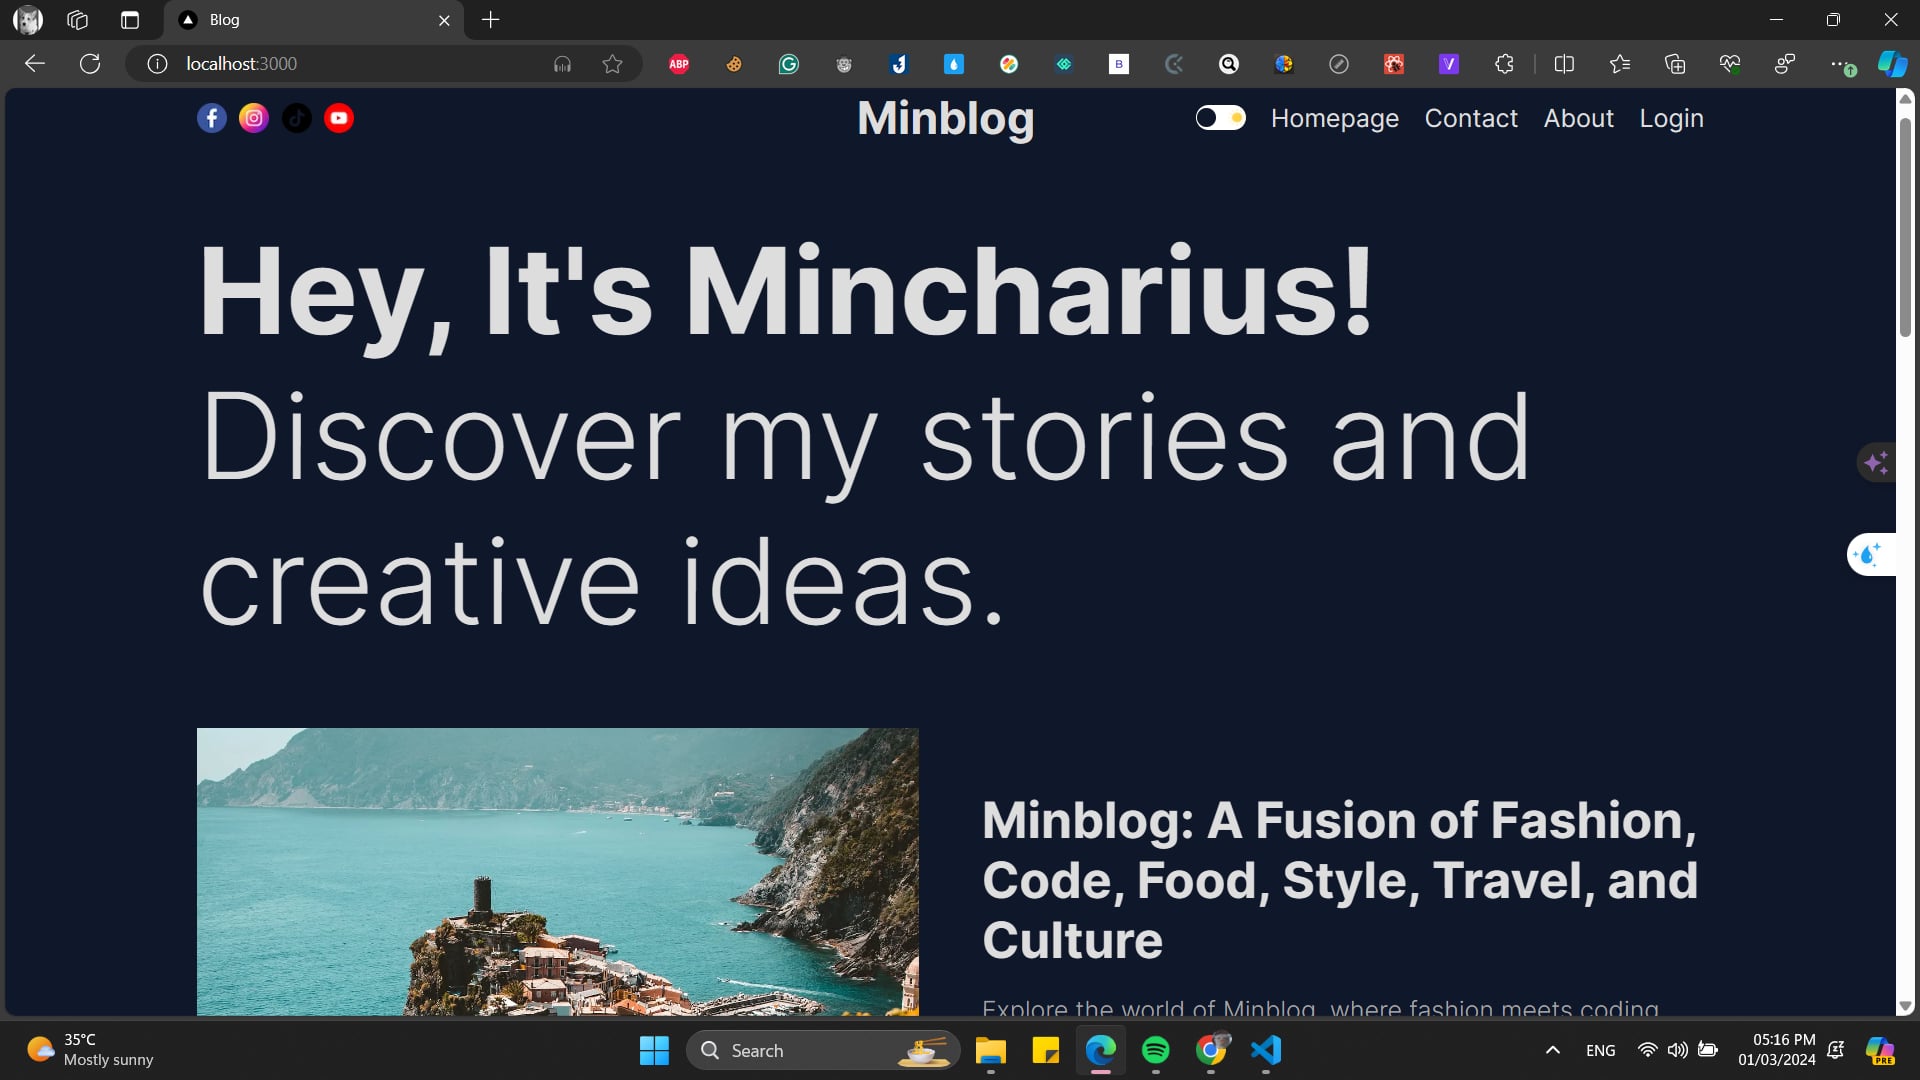 Blog
localhost:3000
ABP
B
V
Minblog
Homepage Contact About Login
Hey, It's Mincharius!
Discover my stories and
creative ideas.
Minblog: A Fusion of Fashion,
Code, Food, Style, Travel, and
Culture
Explore the world of Minblog, where fashion meets coding,
35°C
Mostly sunny
Search
ENG
05:16 PM
01/03/2024
PRE